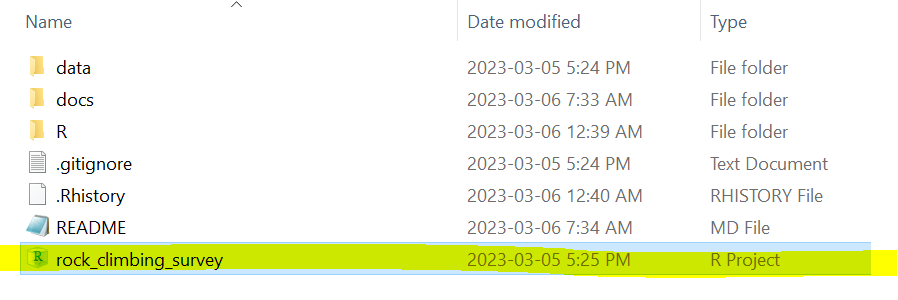 Name Date modified Type
data 2023-03-05 5:24 PM File folder
docs 2023-03-06 7:33 AM File folder
R 2023-03-06 12:39 AM File folder
.gitignore 2023-03-05 5:24 PM Text Document
.Rhistory 2023-03-06 12:40 AM RHISTORY File
README 2023-03-06 7:34 AM MD File
R rock_climbing_survey 2023-03-05 5:25 PM R Project